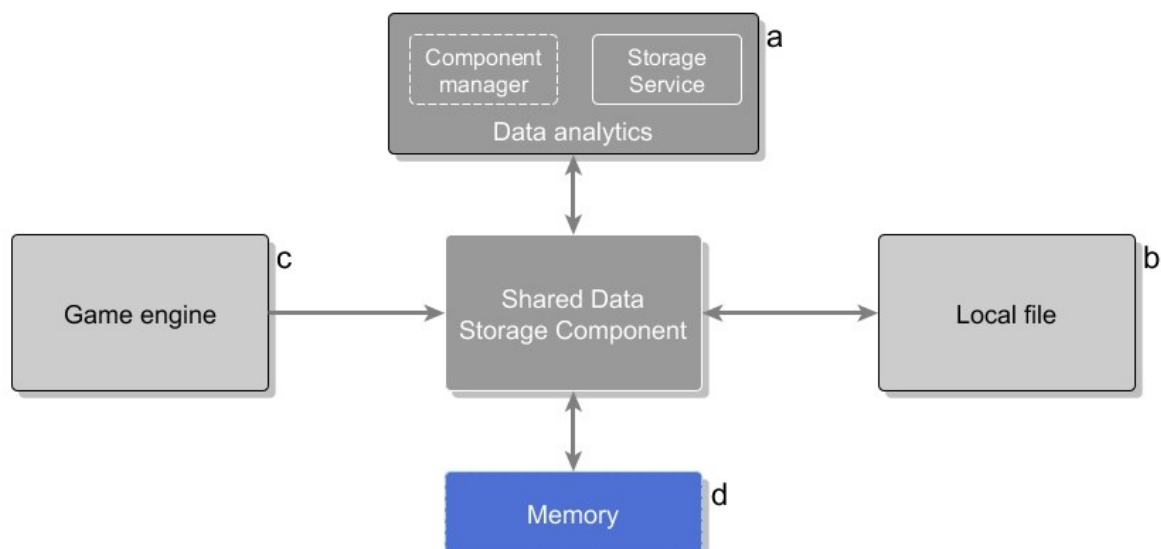 a
Component
manager
Storage
Service
Data analytics
c
Game engine
Shared Data
Storage Component
b
Local file
d
Memory